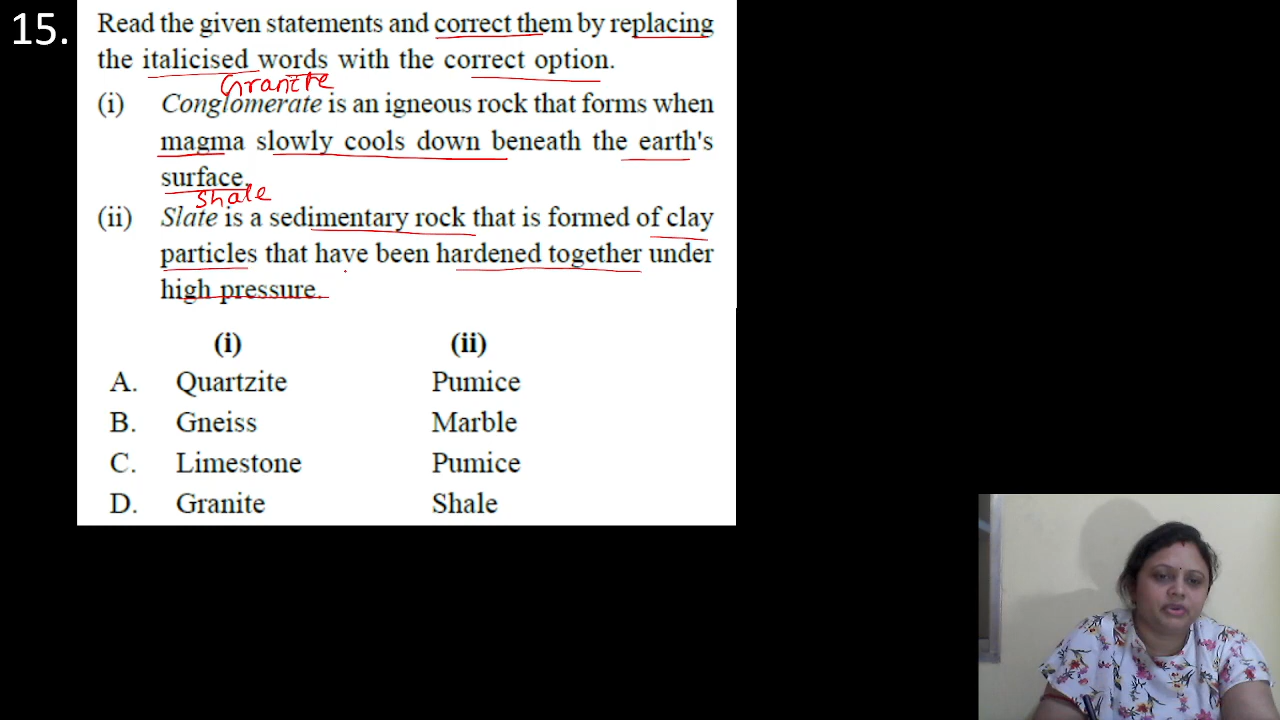 15. Read the given statements and correct them by replacing
the italicised words with the correct option.
Granite
(i) Conglomerate is an igneous rock that forms when
magma slowly cools down beneath the earth's
surface.
Shale
(ii) Slate is a sedimentary rock that is formed of clay
particles that have been hardened together under
high pressure.
(i) (ii)
A. Quartzite Pumice
B. Gneiss Marble
C. Limestone Pumice
D. Granite Shale